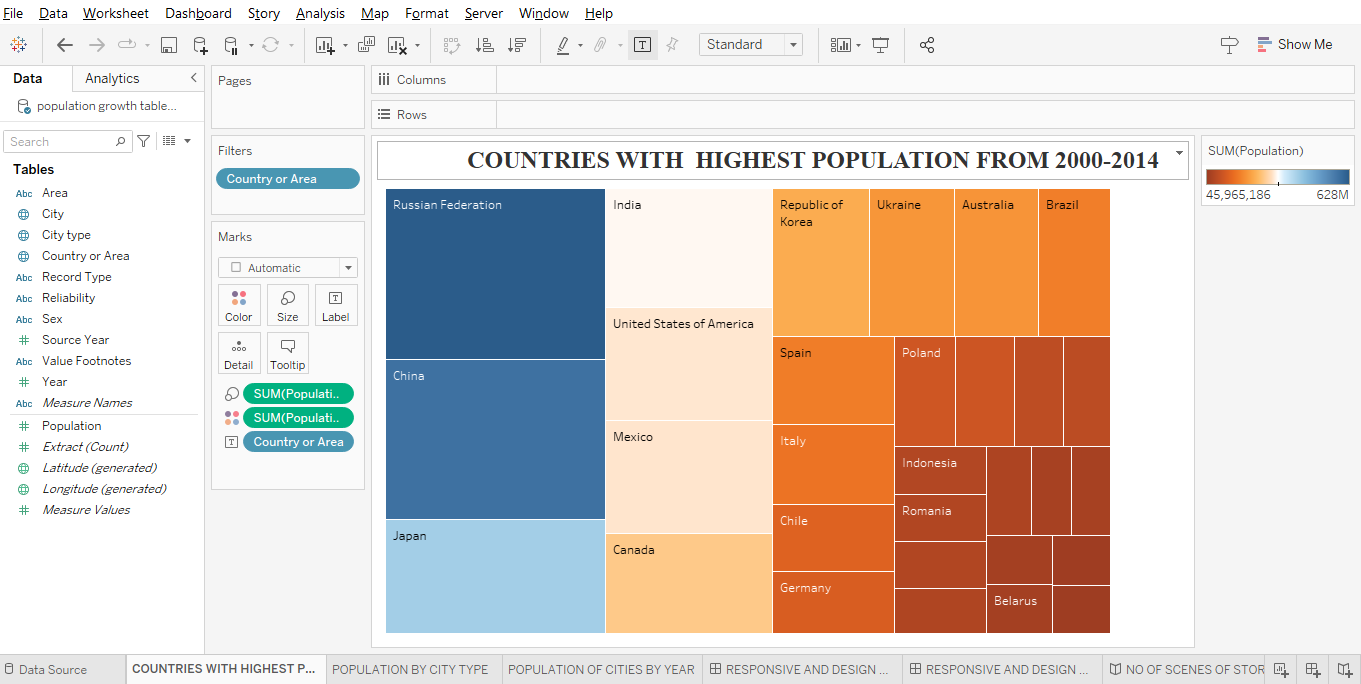 File Data Worksheet Dashboard Story Analysis Map Format Server Window Help
Standard
Show Me
Data Analytics
population growth table...
Search
Tables
Abc Area
City
City type
Country or Area
Abc Record Type
Abc Reliability
Abc Sex
Source Year
Abc Value Footnotes
Year
Abc Measure Names
Population
Extract (Count)
Latitude (generated)
Longitude (generated)
Measure Values
Pages
Filters
Country or Area
Marks
Automatic
Color Size Label
Detail Tooltip
SUM(Populati..
SUM(Populati..
Country or Area
Columns
Rows
COUNTRIES WITH HIGHEST POPULATION FROM 2000-2014
Russian Federation
China
Japan
India
United States of America
Mexico
Canada
Republic of
Korea
Ukraine
Australia
Brazil
Spain
Italy
Chile
Germany
Poland
Indonesia
Romania
Belarus
SUM(Population)
45,965,186 628M
Data Source COUNTRIES WITH HIGHEST P... POPULATION BY CITY TYPE POPULATION OF CITIES BY YEAR RESPONSIVE AND DESIGN ... RESPONSIVE AND DESIGN ... NO OF SCENES OF STOR